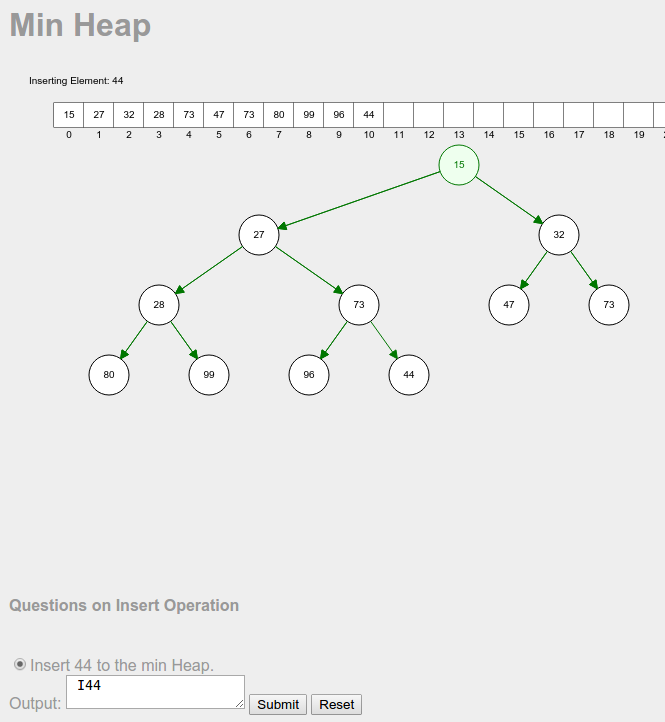 Min Heap
Inserting Element: 44
15 27 32 28 73 47 73 80 99 96 44
0 1 2 3 4 5 6 7 8 9 10 11 12 13 14 15 16 17 18 19
15
27 32
28 73 47 73
80 99 96 44
Questions on Insert Operation
Insert 44 to the min Heap.
I44
Output: Submit Reset